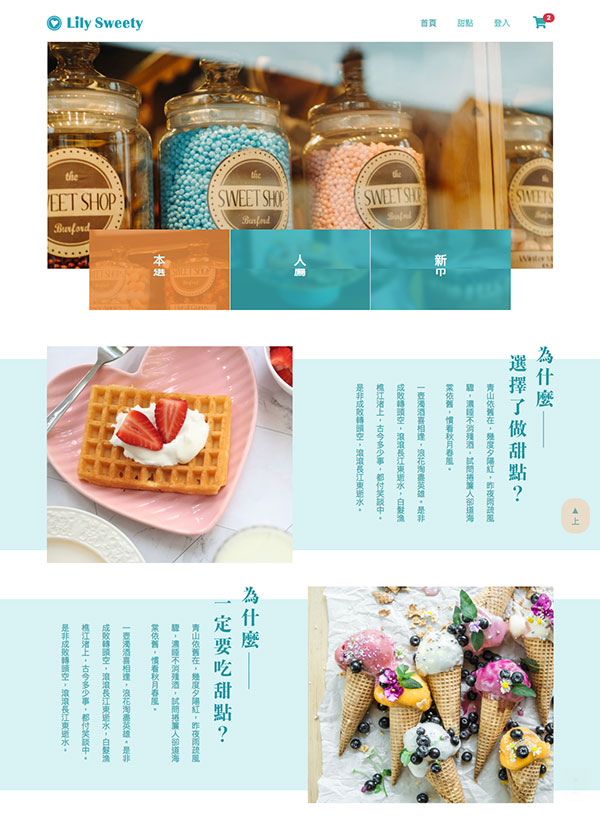 Lily Sweety
首頁 甜點 登入 2
the
SWEET SHOP
Burford
the
SWEET SHOP
Burford
本
人
新
為什麼——
選擇了做甜點？
青山依舊在，幾度夕陽紅，昨夜雨疏風
驟，濃睡不消殘酒，試問捲簾人卻道海
棠依舊，慣看秋月春風。
一壺濁酒喜相逢，浪花淘盡英雄。是非
成敗轉頭空，滾滾長江東逝水，白髮漁
樵江渚上，古今多少事，都付笑談中。
是非成敗轉頭空，滾滾長江東逝水。
▲
上
為什麼——
一定要吃甜點？
青山依舊在，幾度夕陽紅，昨夜雨疏風
驟，濃睡不消殘酒，試問捲簾人卻道海
棠依舊，慣看秋月春風。
一壺濁酒喜相逢，浪花淘盡英雄。是非
成敗轉頭空，滾滾長江東逝水，白髮漁
樵江渚上，古今多少事，都付笑談中。
是非成敗轉頭空，滾滾長江東逝水。